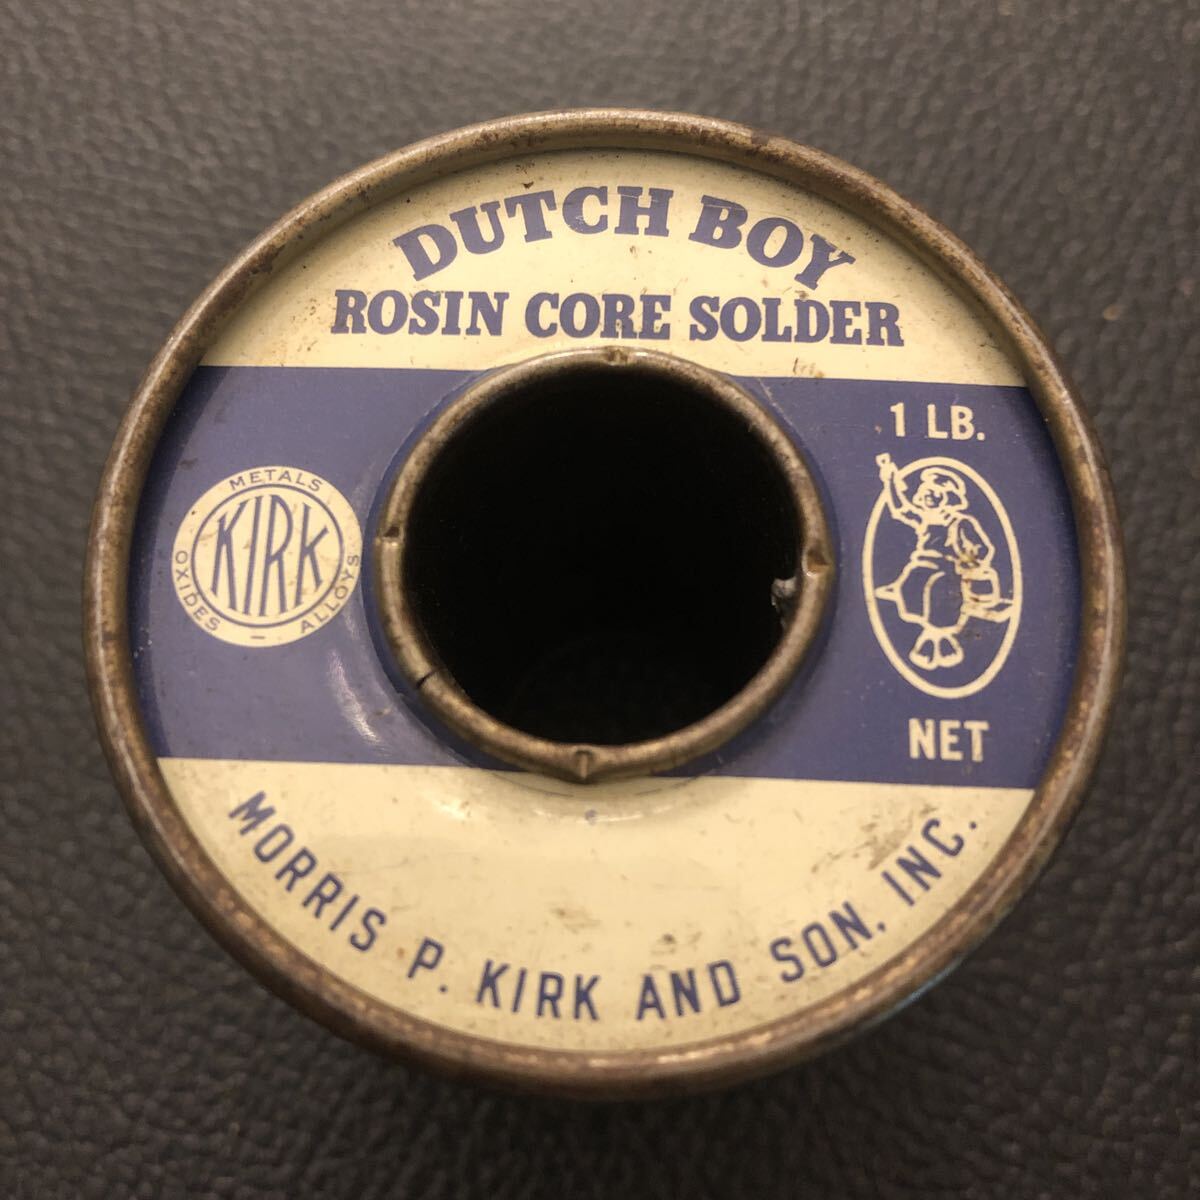 DUTCH BOY
ROSIN CORE SOLDER
1 LB.
METALS
KIRK
OXIDES – ALLOYS
NET
MORRIS P. KIRK AND SON, INC.